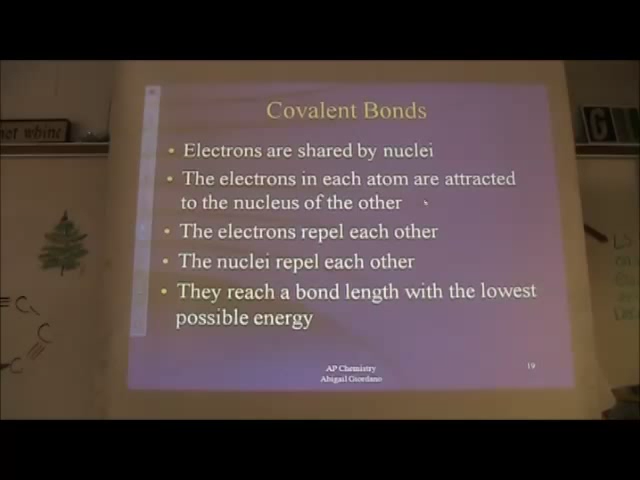 not whine
Covalent Bonds
• Electrons are shared by nuclei
• The electrons in each atom are attracted
to the nucleus of the other
• The electrons repel each other
• The nuclei repel each other
• They reach a bond length with the lowest
possible energy
AP Chemistry
Abigail Giordano
19
G
C
C
C